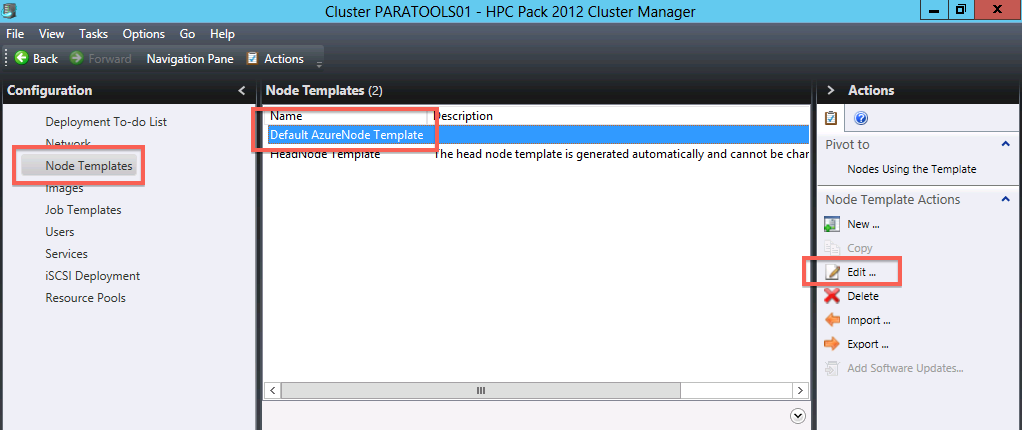 Cluster PARATOOLS01 - HPC Pack 2012 Cluster Manager
File View Tasks Options Go Help
Back Forward Navigation Pane Actions
Configuration
Deployment To-do List
Network
Node Templates
Images
Job Templates
Users
Services
iSCSI Deployment
Resource Pools
Node Templates (2)
Name Description
Default AzureNode Template
HeadNode Template The head node template is generated automatically and cannot be char
Actions
Pivot to
Nodes Using the Template
Node Template Actions
New ...
Copy
Edit ...
Delete
Import ...
Export ...
Add Software Updates...